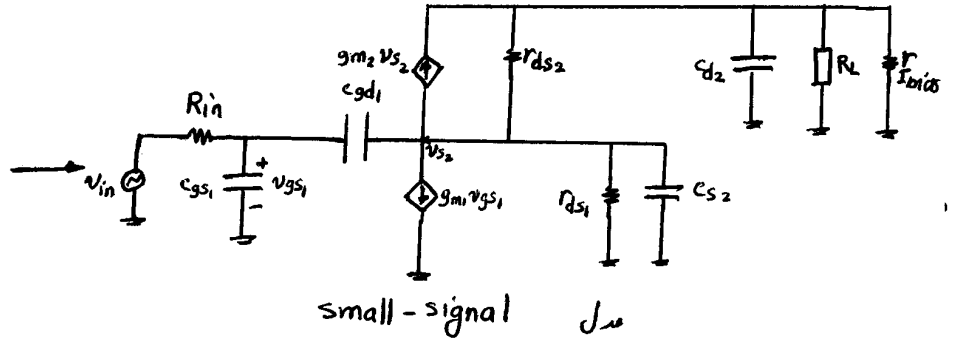 gm₂ vs₂
rds₂
cd₂
RL
r Ibias
cgd₁
Rin
vs₂
vin
cgs₁
+
vgs₁
-
gm₁ vgs₁
rds₁
cs₂
small-signal